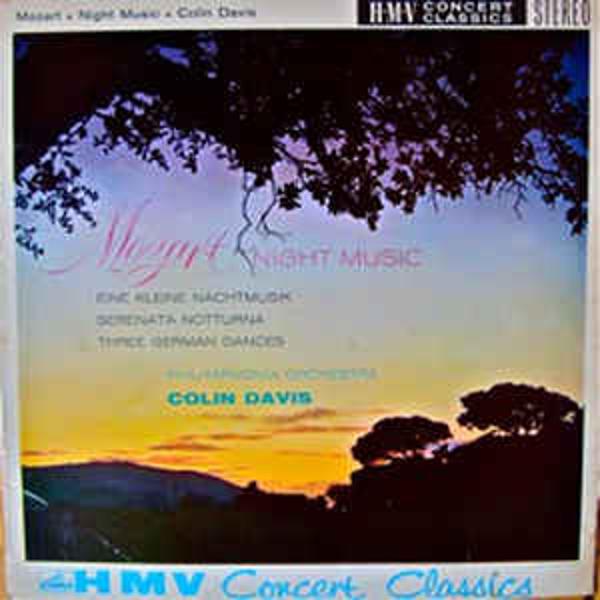 Mozart • Night Music • Colin Davis
HMV CONCERT CLASSICS STEREO
Mozart NIGHT MUSIC
EINE KLEINE NACHTMUSIK
SERENATA NOTTURNA
THREE GERMAN DANCES
PHILHARMONIA ORCHESTRA
COLIN DAVIS
HMV Concert Classics